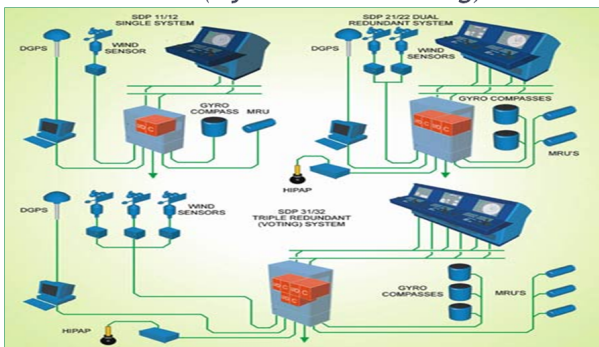 SDP 11/12
SINGLE SYSTEM
DGPS
WIND
SENSOR
GYRO
COMPASS
MRU
I/O C
SDP 21/22 DUAL
REDUNDANT SYSTEM
DGPS
WIND
SENSORS
GYRO COMPASSES
I/O C I/O C
MRU'S
HIPAP
DGPS
WIND
SENSORS
SDP 31/32
TRIPLE REDUNDANT
(VOTING) SYSTEM
I/O C I/O C
I/O C
GYRO
COMPASSES
MRU'S
HIPAP